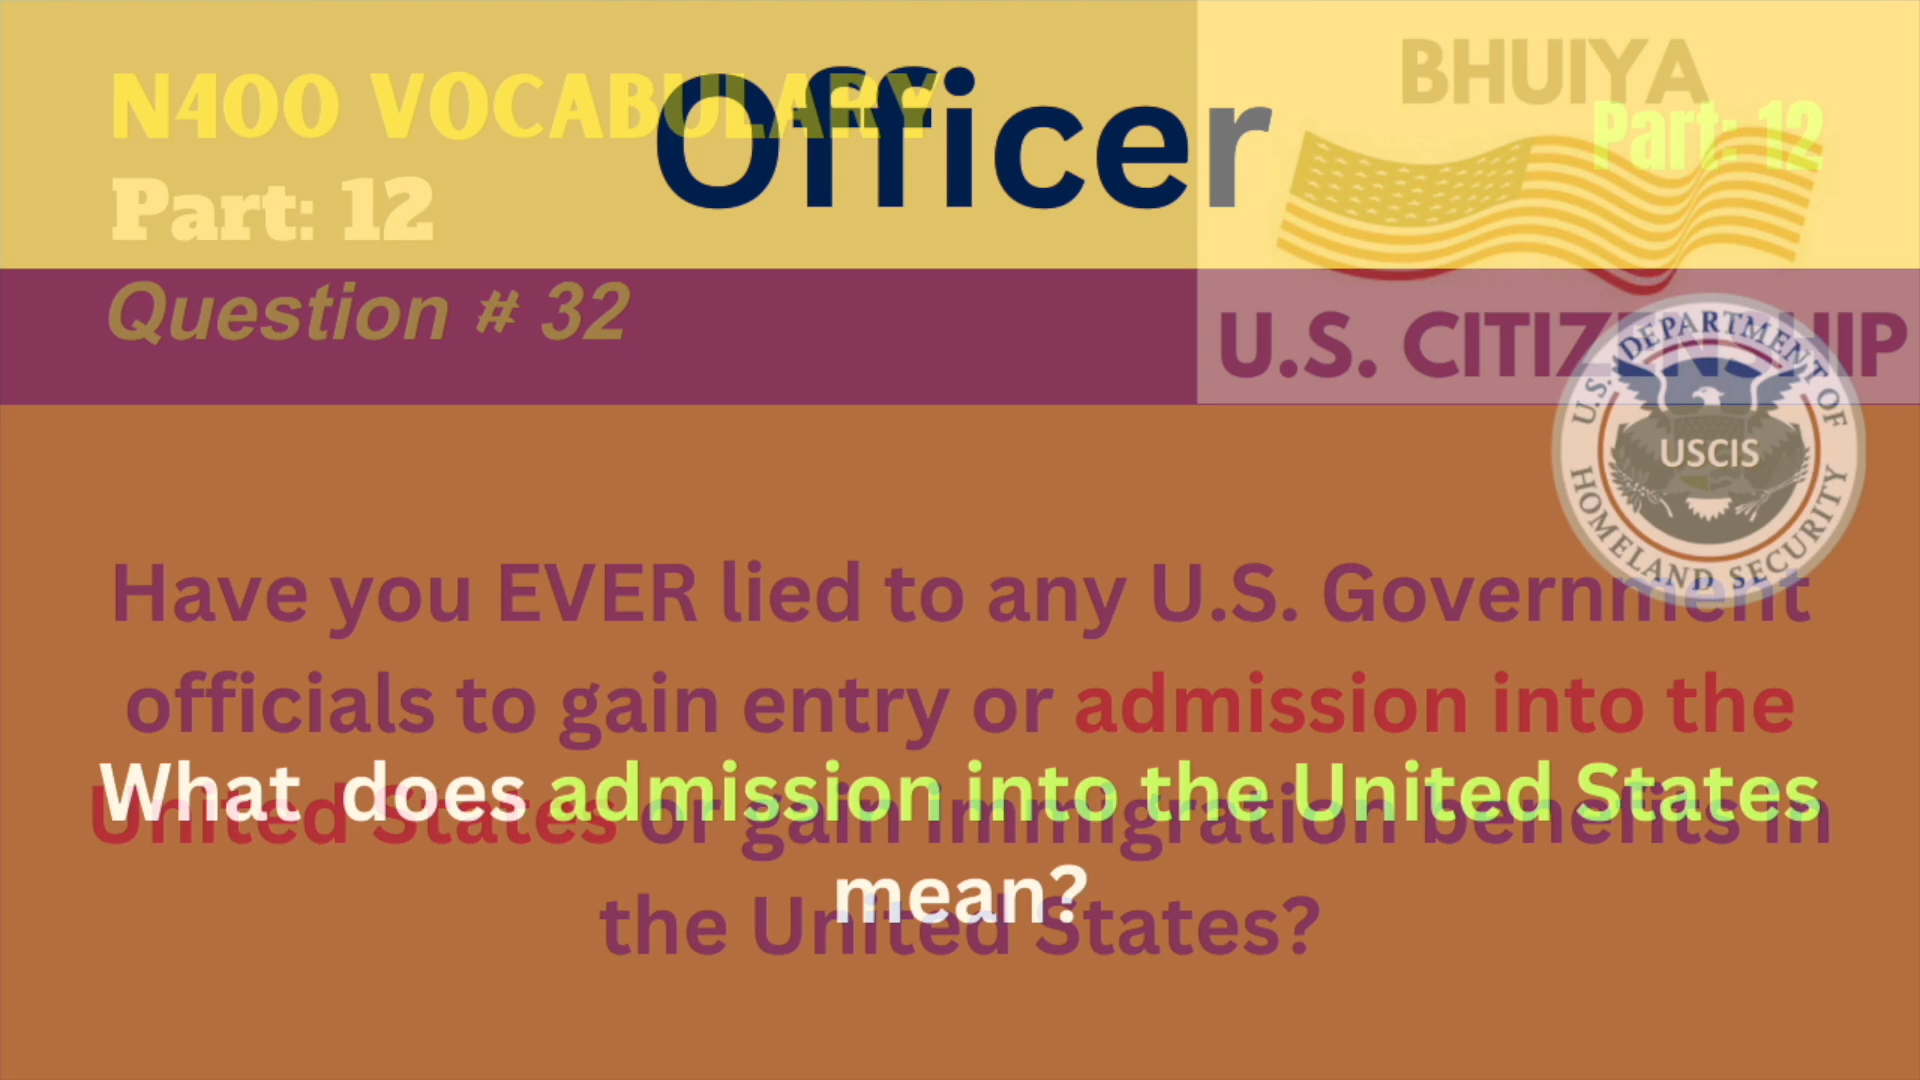 N400 VOCABULARY
Part: 12
Question # 32
Officer
BHUIYA
Part: 12
U.S. CITIZENSHIP
U.S. DEPARTMENT OF HOMELAND SECURITY
USCIS
Have you EVER lied to any U.S. Government
officials to gain entry or admission into the
United States or gain immigration benefits in
the United States?
What does admission into the United States
mean?